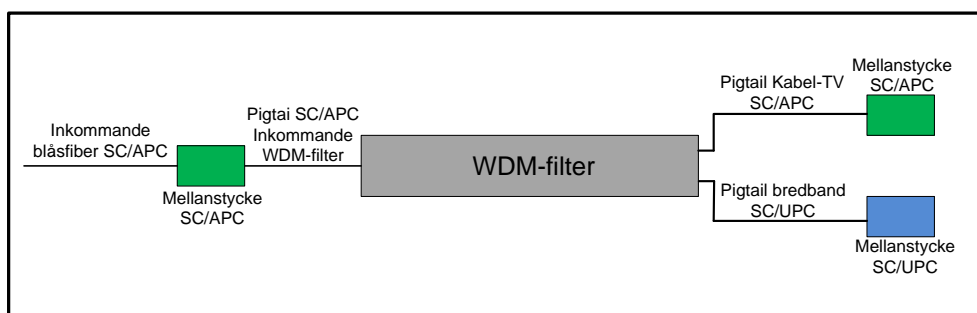 Inkommande
blåsfiber SC/APC
Mellanstycke
SC/APC
Pigtai SC/APC
Inkommande
WDM-filter
WDM-filter
Pigtail Kabel-TV
SC/APC
Mellanstycke
SC/APC
Pigtail bredband
SC/UPC
Mellanstycke
SC/UPC